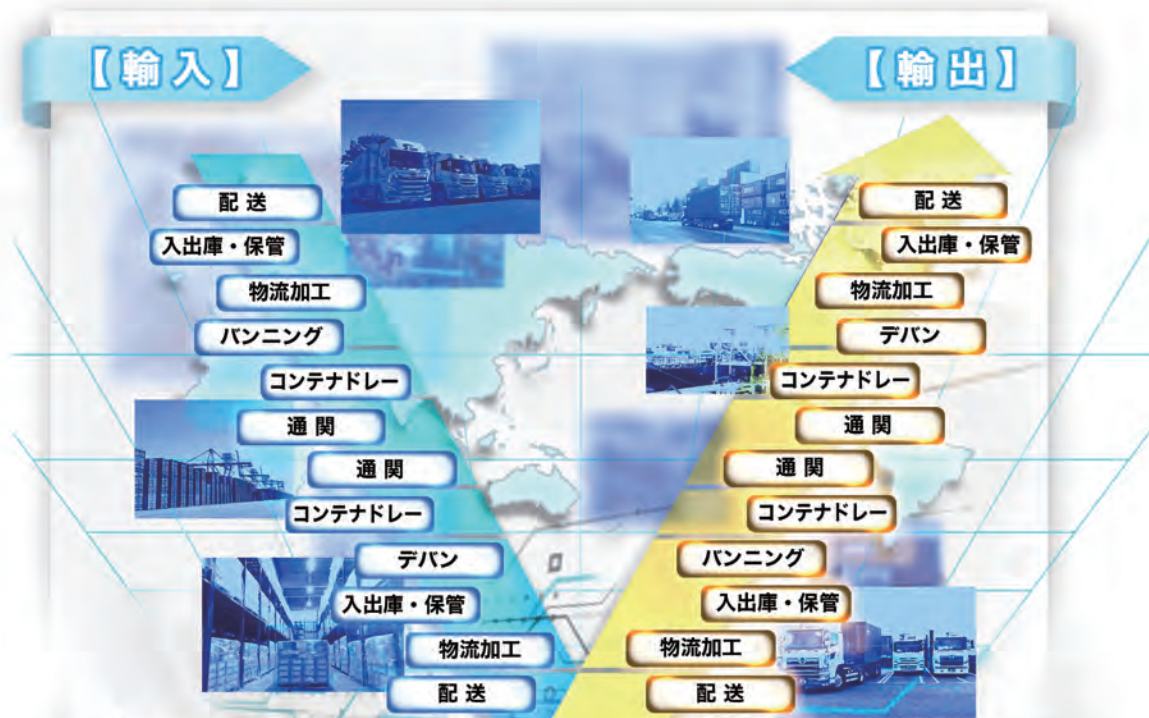 【輸入】
配送
入出庫・保管
物流加工
バンニング
コンテナドレー
通関
通関
コンテナドレー
デバン
入出庫・保管
物流加工
配送
【輸出】
配送
入出庫・保管
物流加工
デバン
コンテナドレー
通関
通関
コンテナドレー
バンニング
入出庫・保管
物流加工
配送